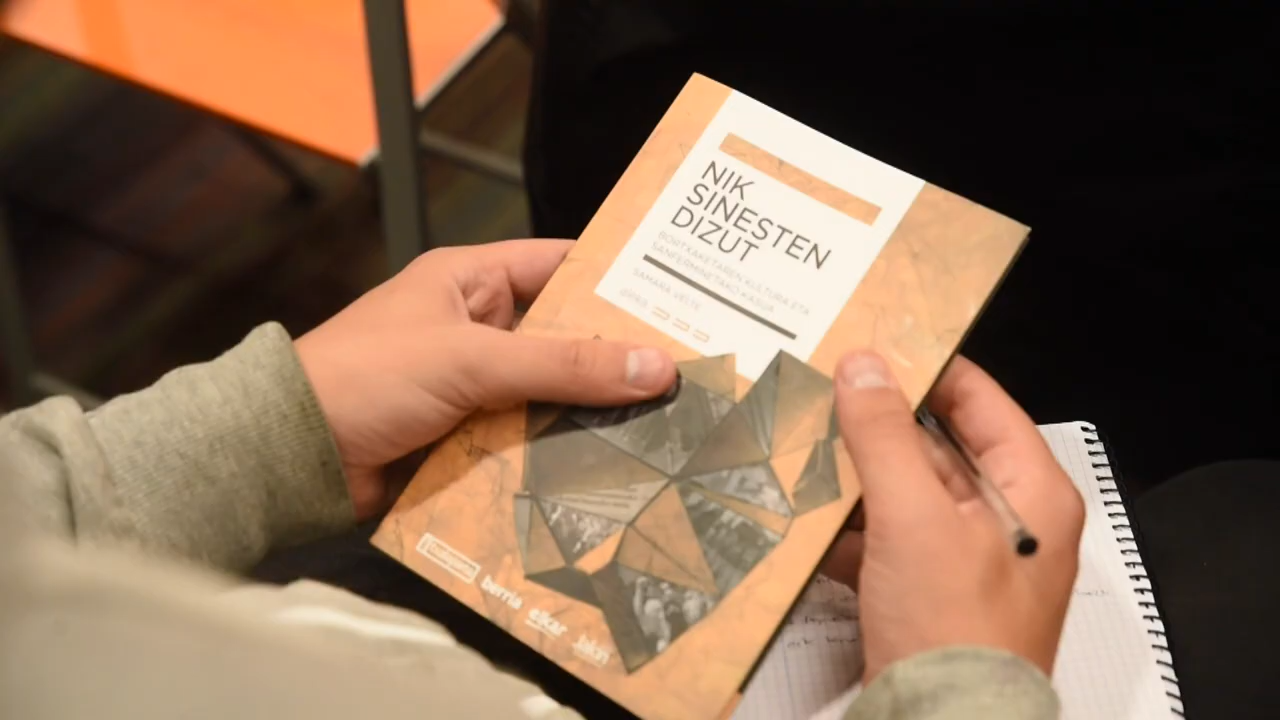 NIK
SINESTEN
DIZUT
BORTXAKETAREN KULTURA ETA
SANFERMINETAKO KASUA
SAMARA VELTE
berria
elkar
Jakin